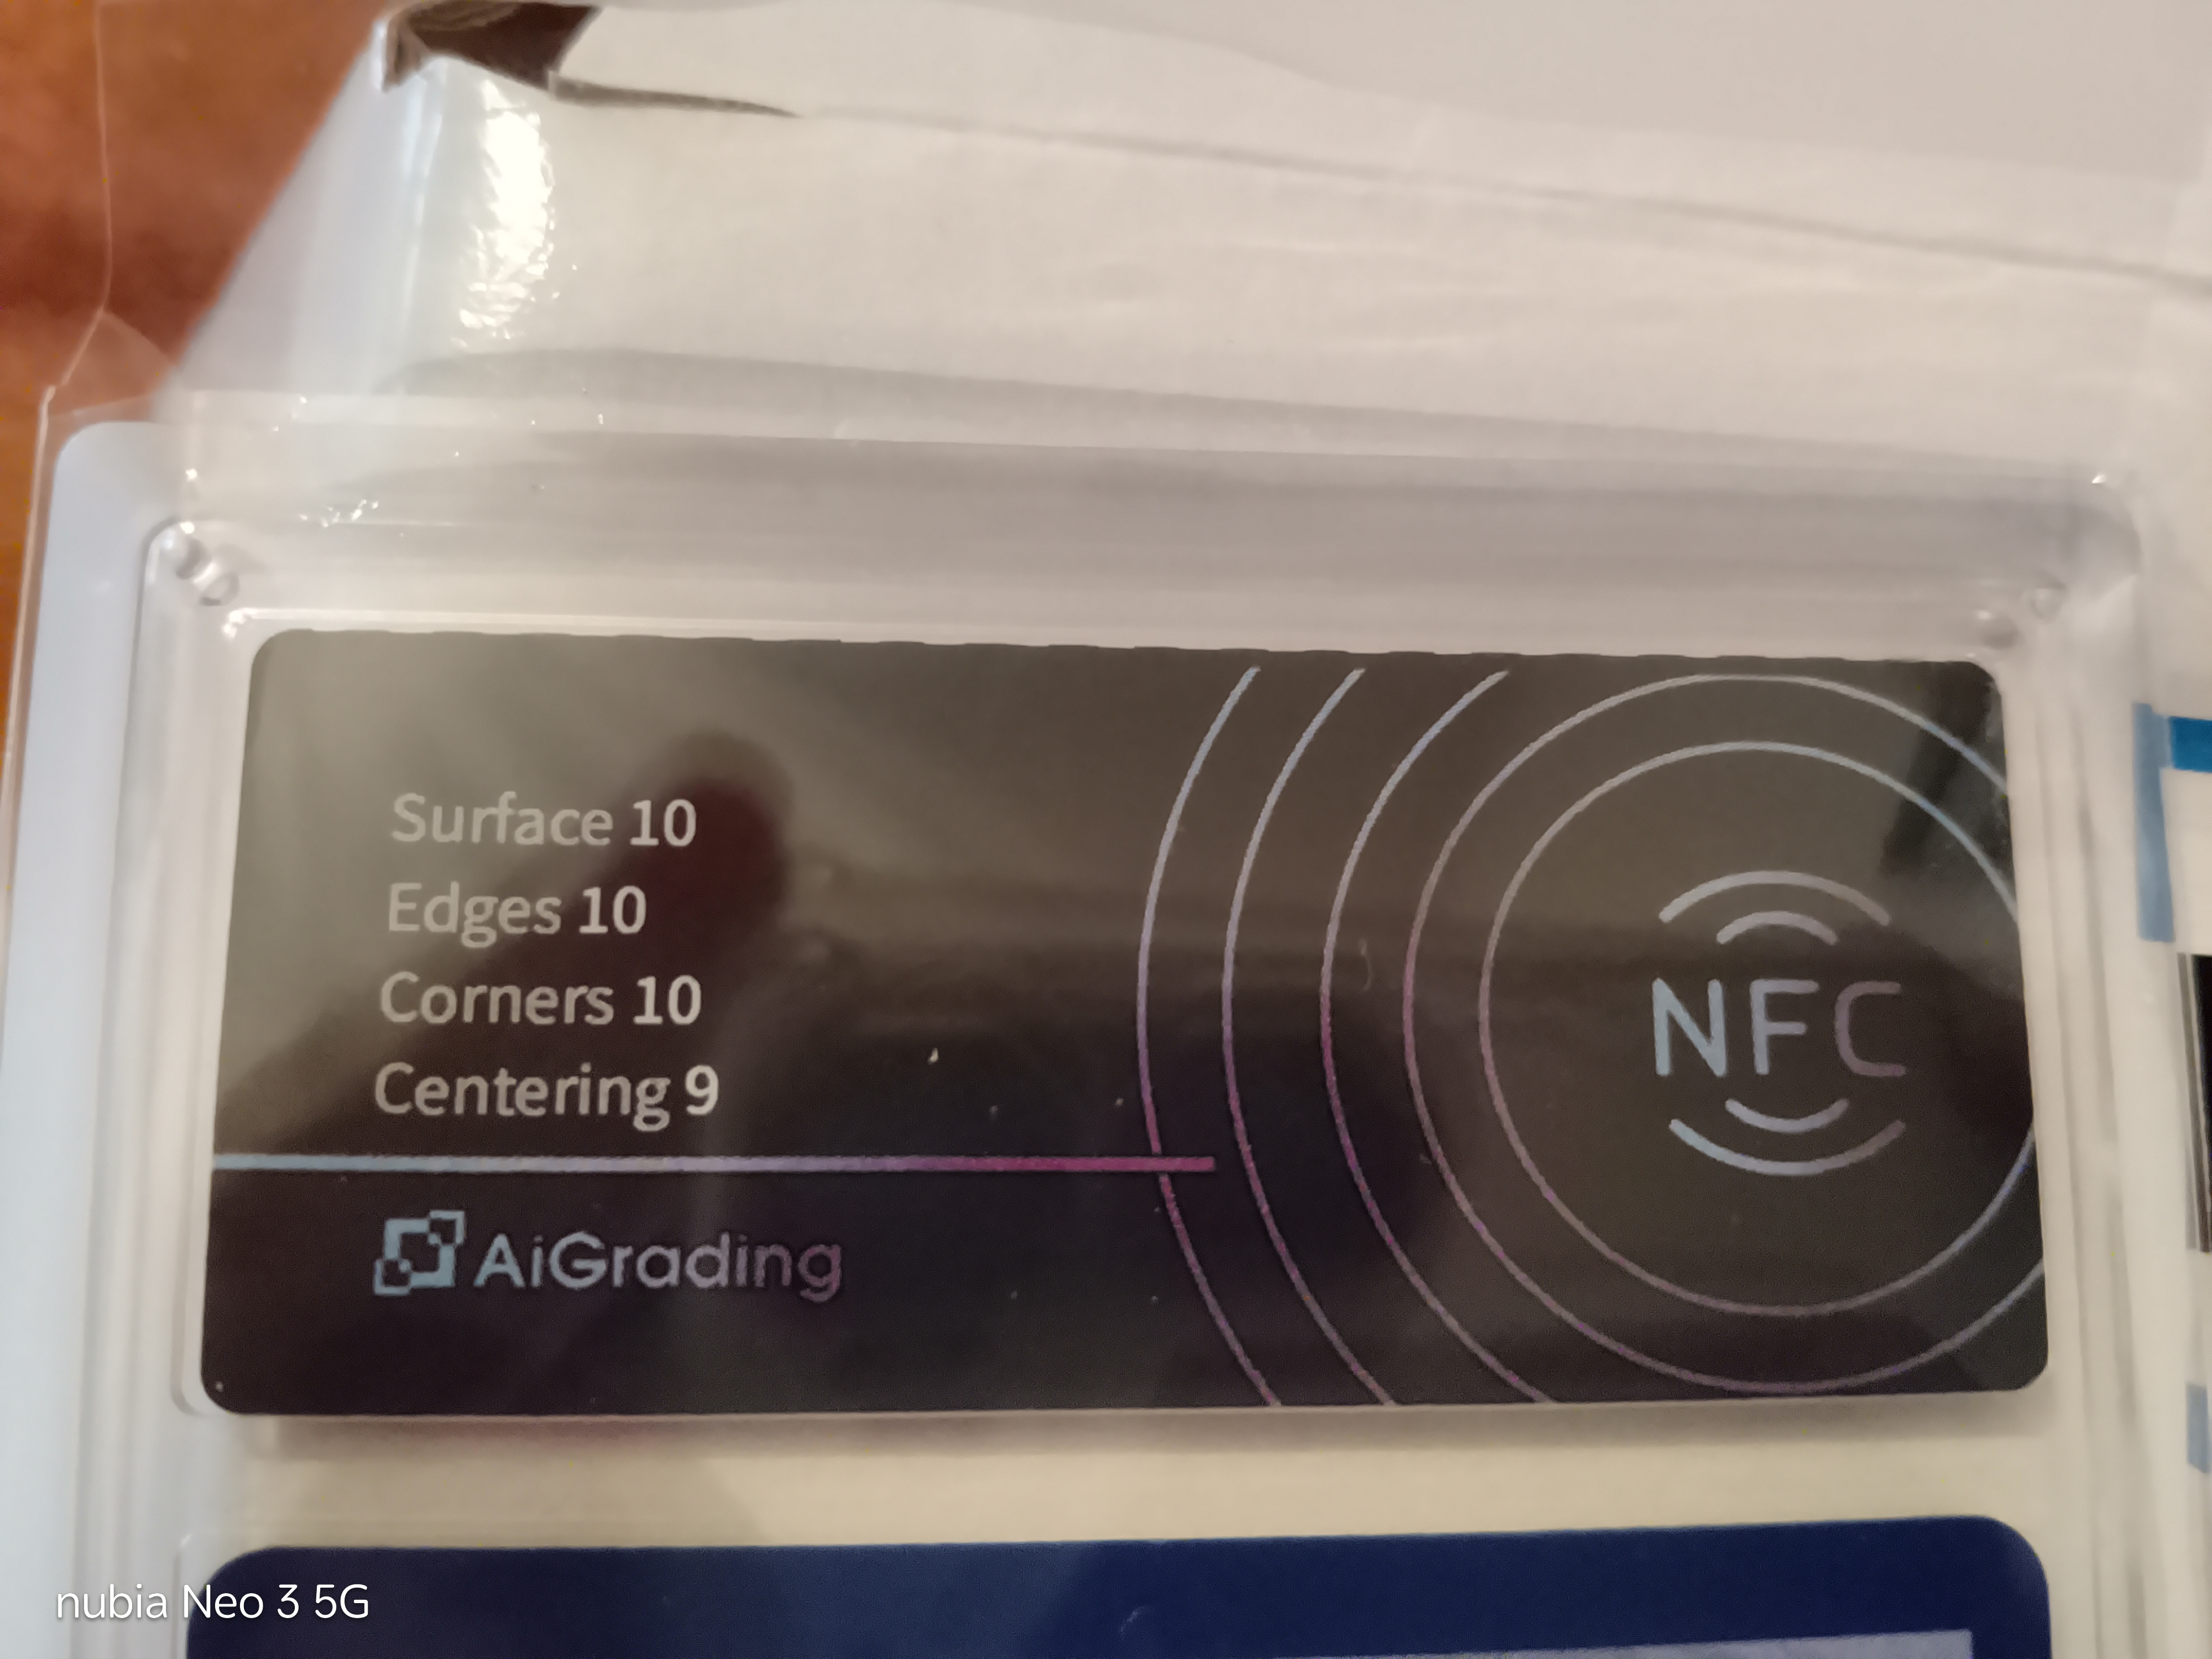 Surface 10
Edges 10
Corners 10
Centering 9
AiGrading
NFC
nubia Neo 3 5G